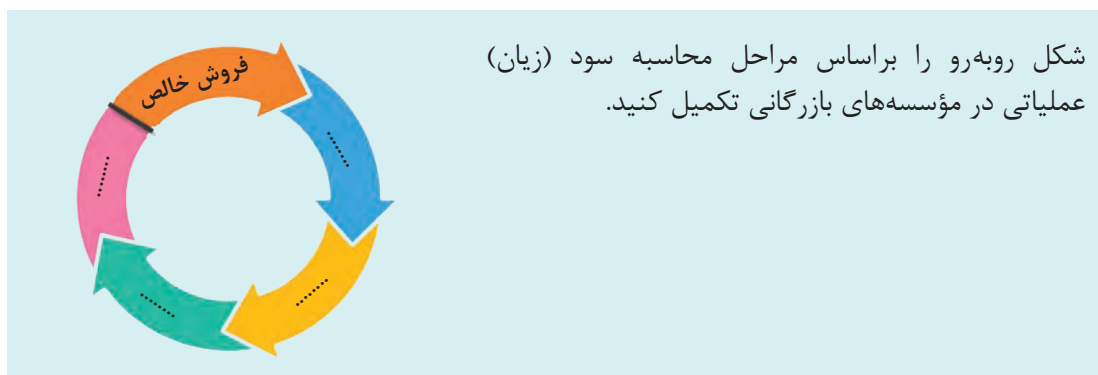 شکل روبه‌رو را براساس مراحل محاسبه سود (زیان)
عملیاتی در مؤسسه‌های بازرگانی تکمیل کنید.
فروش خالص
........
........
........
........